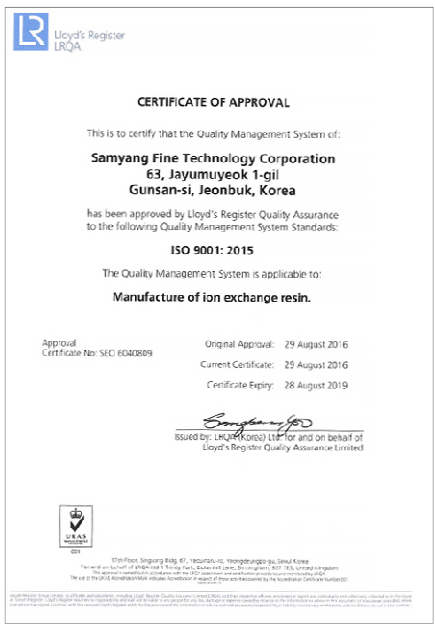 LR
Lloyd's Register
LRQA
CERTIFICATE OF APPROVAL
This is to certify that the Quality Management System of:
Samyang Fine Technology Corporation
63, Jayumuyeok 1-gil
Gunsan-si, Jeonbuk, Korea
has been approved by Lloyd's Register Quality Assurance
to the following Quality Management System Standards:
ISO 9001: 2015
The Quality Management System is applicable to:
Manufacture of ion exchange resin.
Approval
Certificate No: SEO 6040809
Original Approval: 29 August 2016
Current Certificate: 29 August 2016
Certificate Expiry: 28 August 2019
Issued by: LRQA (Korea) Ltd. for and on behalf of
Lloyd's Register Quality Assurance Limited
UKAS
MANAGEMENT
001